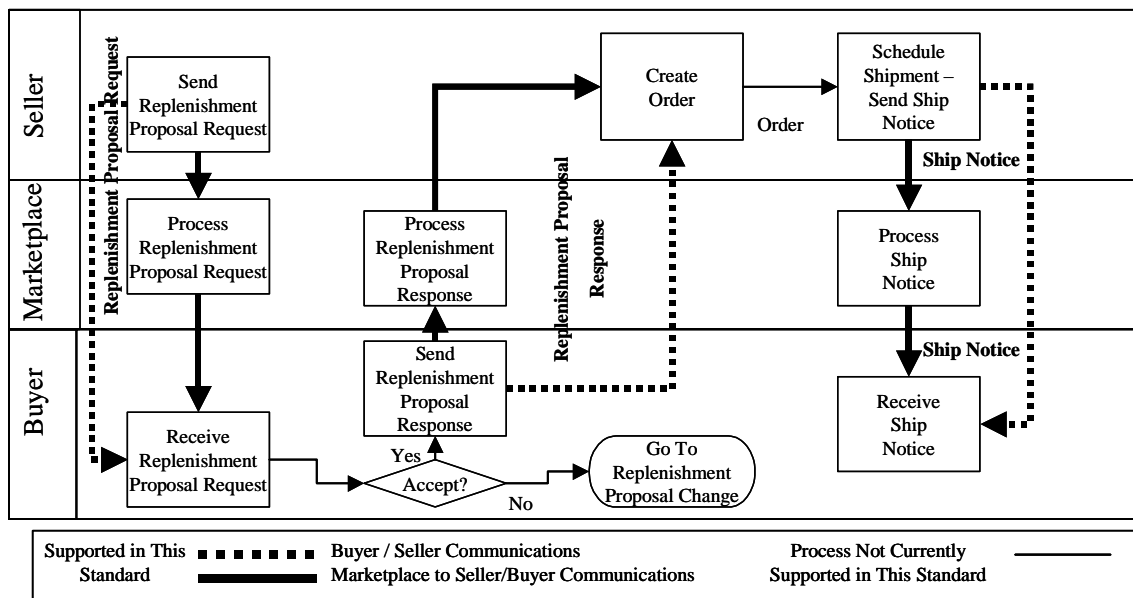 Seller
Replenishment Proposal Request
Send
Replenishment
Proposal Request
Create
Order
Order
Schedule
Shipment –
Send Ship
Notice
Ship Notice
Marketplace
Process
Replenishment
Proposal Request
Process
Replenishment
Proposal
Response
Replenishment Proposal
Response
Process
Ship
Notice
Ship Notice
Buyer
Receive
Replenishment
Proposal Request
Send
Replenishment
Proposal
Response
Yes
Accept?
No
Go To
Replenishment
Proposal Change
Receive
Ship
Notice
Supported in This
Standard
Buyer / Seller Communications
Marketplace to Seller/Buyer Communications
Process Not Currently
Supported in This Standard